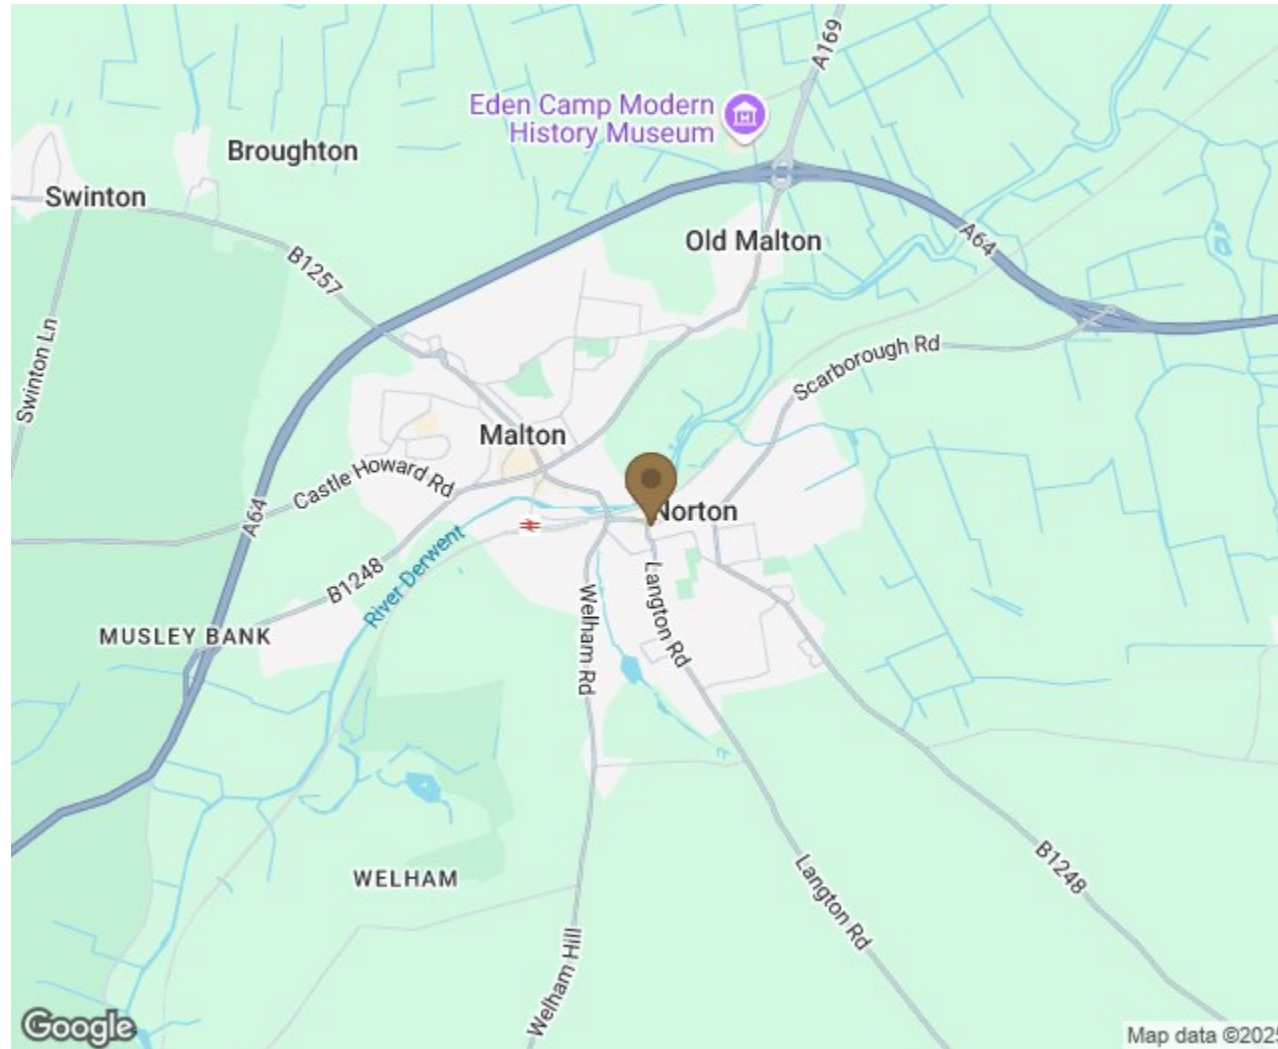 A169
Eden Camp Modern
History Museum
Broughton
Swinton
Old Malton
A64
B1257
Swinton Ln
Scarborough Rd
Malton
Castle Howard Rd
A64
Norton
B1248
River Derwent
Langton Rd
Welham Rd
MUSLEY BANK
B1248
WELHAM
Langton Rd
Welham Hill
Google
Map data ©2025